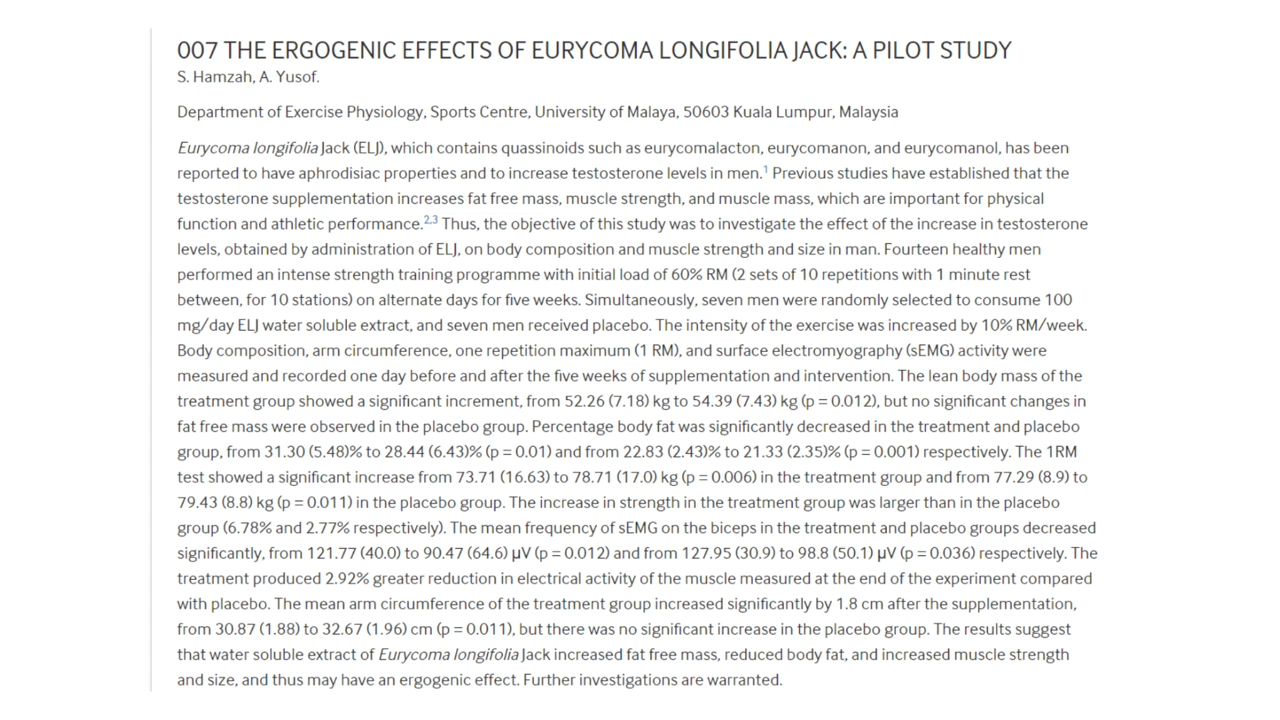 007 THE ERGOGENIC EFFECTS OF EURYCOMA LONGIFOLIA JACK: A PILOT STUDY
S. Hamzah, A. Yusof.
Department of Exercise Physiology, Sports Centre, University of Malaya, 50603 Kuala Lumpur, Malaysia
Eurycoma longifolia Jack (ELJ), which contains quassinoids such as eurycomalacton, eurycomanon, and eurycomanol, has been
reported to have aphrodisiac properties and to increase testosterone levels in men.1 Previous studies have established that the
testosterone supplementation increases fat free mass, muscle strength, and muscle mass, which are important for physical
function and athletic performance.2,3 Thus, the objective of this study was to investigate the effect of the increase in testosterone
levels, obtained by administration of ELJ, on body composition and muscle strength and size in man. Fourteen healthy men
performed an intense strength training programme with initial load of 60% RM (2 sets of 10 repetitions with 1 minute rest
between, for 10 stations) on alternate days for five weeks. Simultaneously, seven men were randomly selected to consume 100
mg/day ELJ water soluble extract, and seven men received placebo. The intensity of the exercise was increased by 10% RM/week.
Body composition, arm circumference, one repetition maximum (1 RM), and surface electromyography (sEMG) activity were
measured and recorded one day before and after the five weeks of supplementation and intervention. The lean body mass of the
treatment group showed a significant increment, from 52.26 (7.18) kg to 54.39 (7.43) kg (p = 0.012), but no significant changes in
fat free mass were observed in the placebo group. Percentage body fat was significantly decreased in the treatment and placebo
group, from 31.30 (5.48)% to 28.44 (6.43)% (p = 0.01) and from 22.83 (2.43)% to 21.33 (2.35)% (p = 0.001) respectively. The 1RM
test showed a significant increase from 73.71 (16.63) to 78.71 (17.0) kg (p = 0.006) in the treatment group and from 77.29 (8.9) to
79.43 (8.8) kg (p = 0.011) in the placebo group. The increase in strength in the treatment group was larger than in the placebo
group (6.78% and 2.77% respectively). The mean frequency of sEMG on the biceps in the treatment and placebo groups decreased
significantly, from 121.77 (40.0) to 90.47 (64.6) μV (p = 0.012) and from 127.95 (30.9) to 98.8 (50.1) μV (p = 0.036) respectively. The
treatment produced 2.92% greater reduction in electrical activity of the muscle measured at the end of the experiment compared
with placebo. The mean arm circumference of the treatment group increased significantly by 1.8 cm after the supplementation,
from 30.87 (1.88) to 32.67 (1.96) cm (p = 0.011), but there was no significant increase in the placebo group. The results suggest
that water soluble extract of Eurycoma longifolia Jack increased fat free mass, reduced body fat, and increased muscle strength
and size, and thus may have an ergogenic effect. Further investigations are warranted.